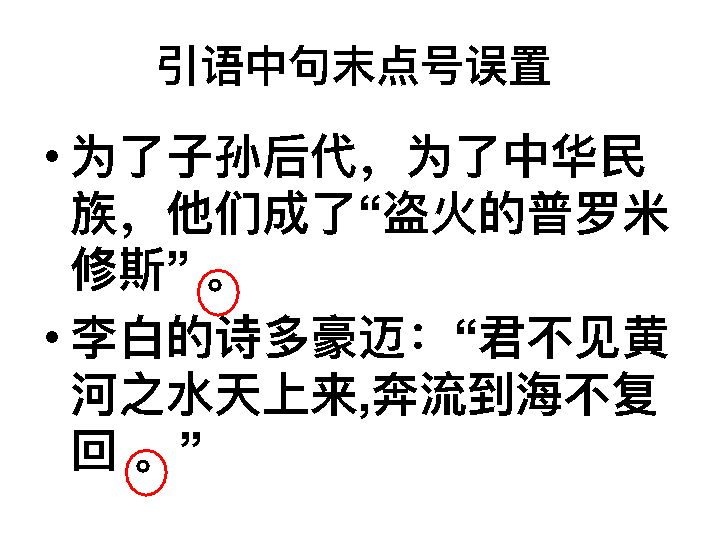 引语中句末点号误置
• 为了子孙后代，为了中华民
族，他们成了“盗火的普罗米
修斯” 。
• 李白的诗多豪迈：“君不见黄
河之水天上来,奔流到海不复
回 。 ”